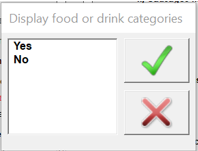 Display food or drink categories
Yes
No